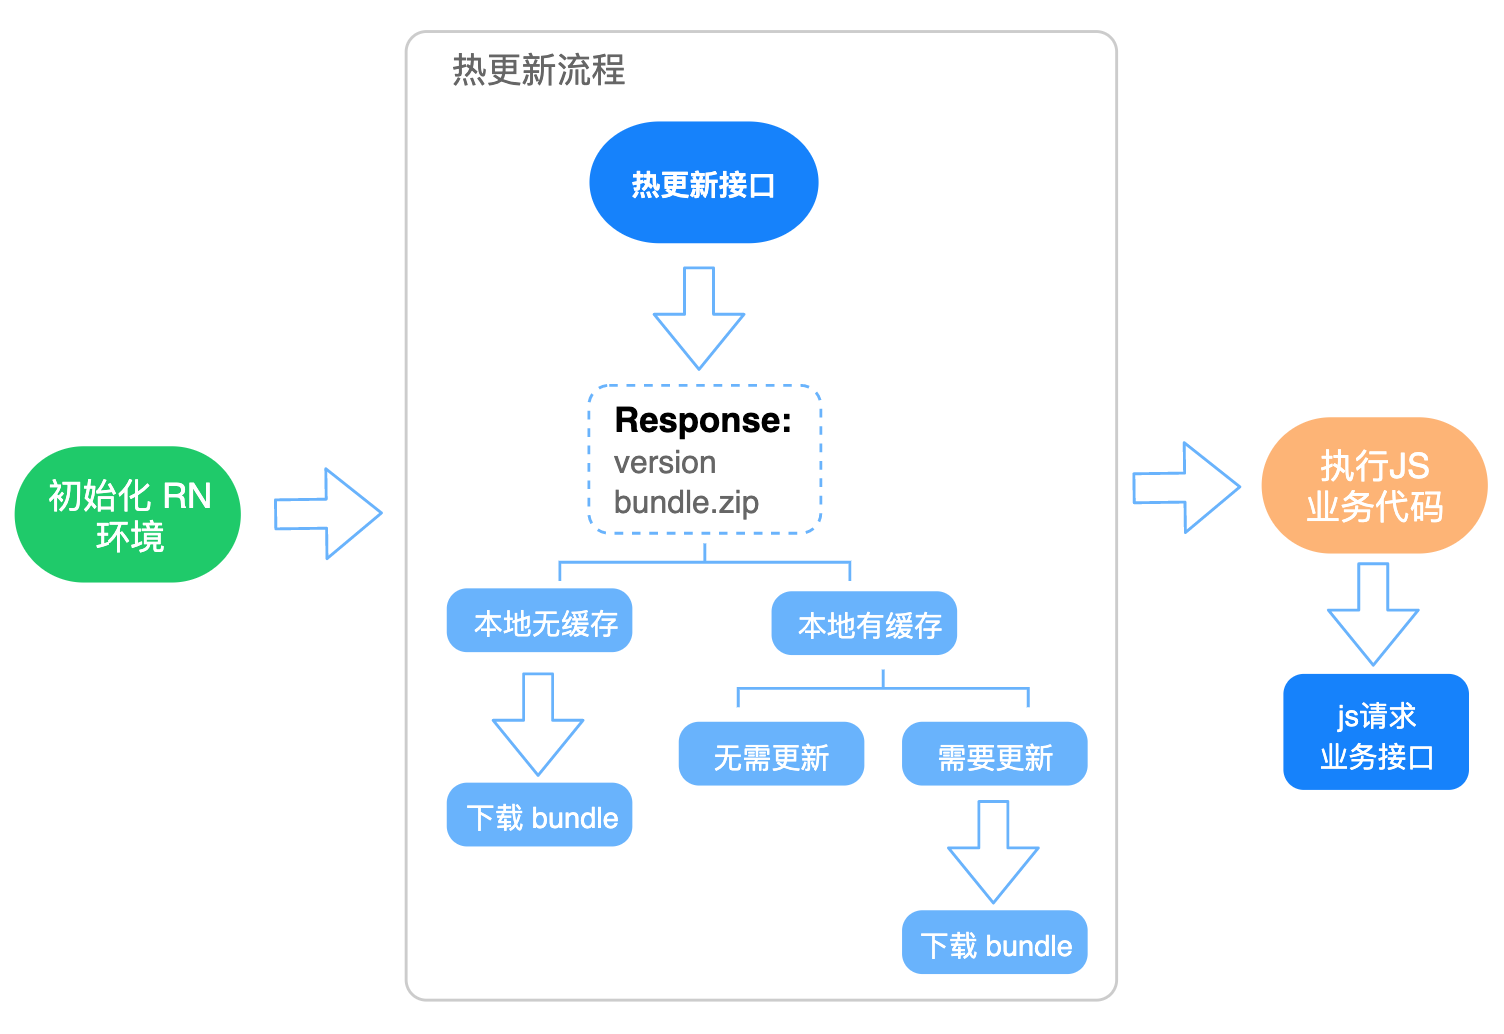 热更新流程
热更新接口
Response:
version
bundle.zip
初始化 RN
环境
执行JS
业务代码
本地无缓存
本地有缓存
js请求
业务接口
无需更新
需要更新
下载 bundle
下载 bundle